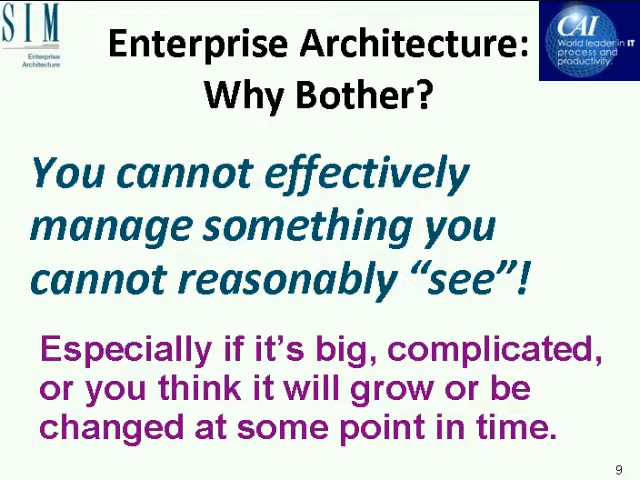 SIM
Enterprise
Architecture
Enterprise Architecture:
Why Bother?
CAI
World leader in IT
process and
productivity.
You cannot effectively
manage something you
cannot reasonably “see”!
Especially if it’s big, complicated,
or you think it will grow or be
changed at some point in time.
9